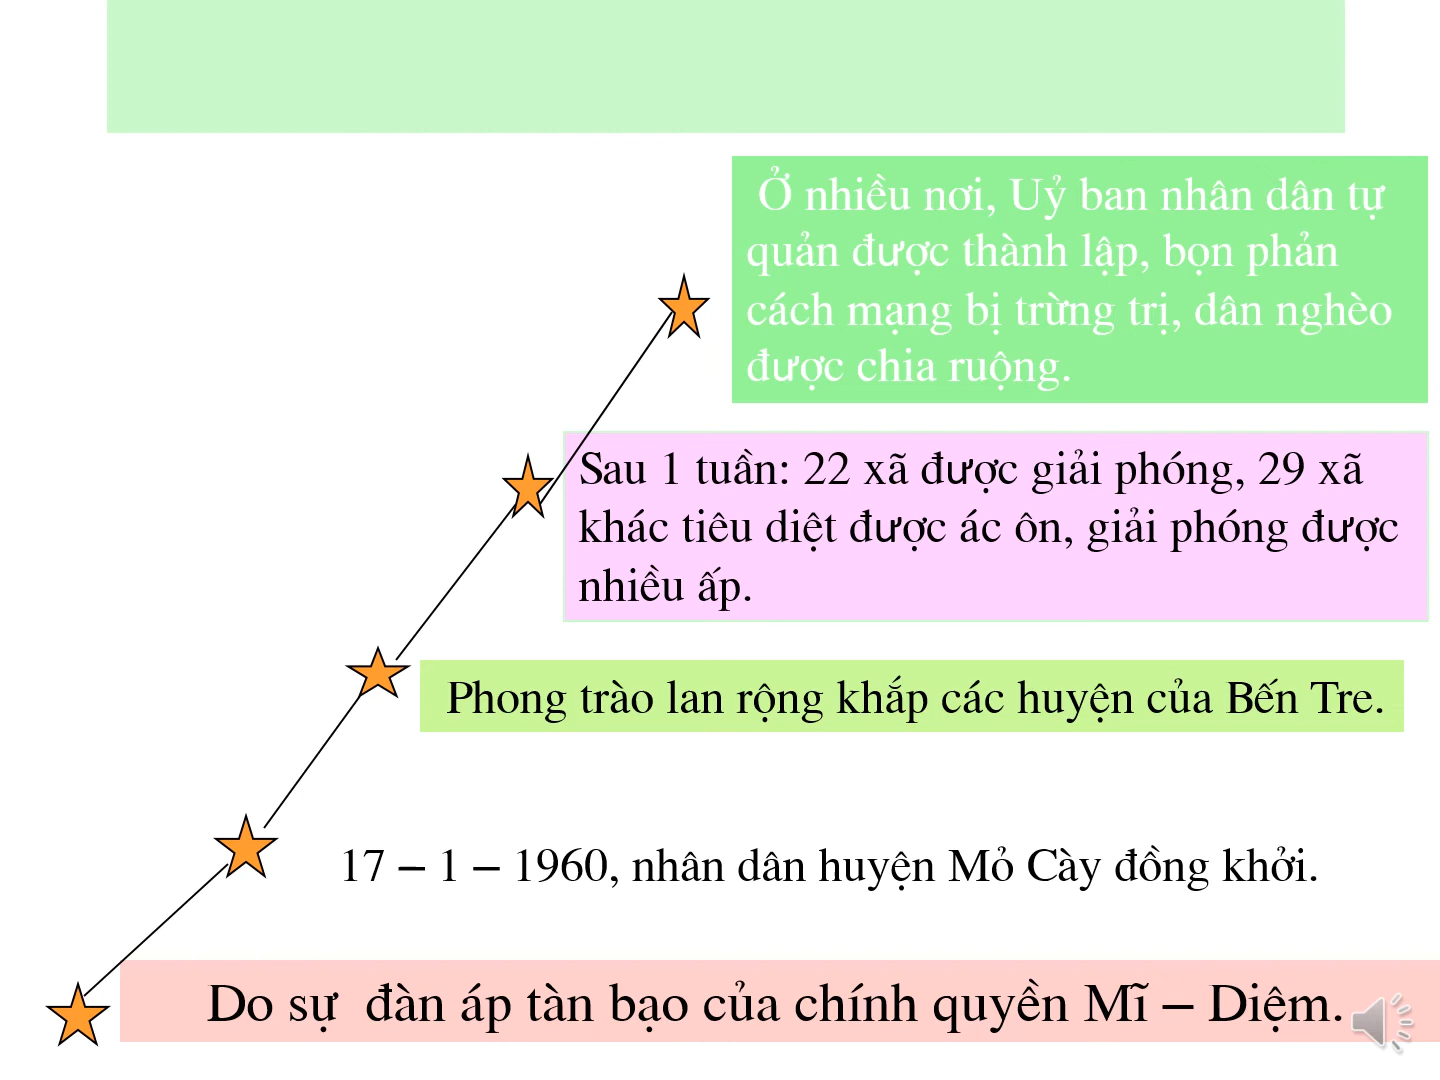 Ở nhiều nơi, Uỷ ban nhân dân tự
quản được thành lập, bọn phản
cách mạng bị trừng trị, dân nghèo
được chia ruộng.
Sau 1 tuần: 22 xã được giải phóng, 29 xã
khác tiêu diệt được ác ôn, giải phóng được
nhiều ấp.
Phong trào lan rộng khắp các huyện của Bến Tre.
17 – 1 – 1960, nhân dân huyện Mỏ Cày đồng khởi.
Do sự đàn áp tàn bạo của chính quyền Mĩ – Diệm.